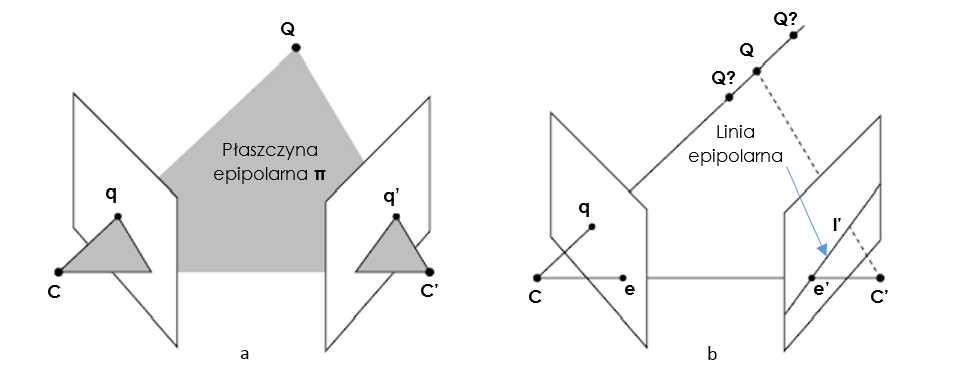 Q
Płaszczyna
epipolarna π
q
q'
C
C'
a
Q?
Q
Q?
Linia
epipolarna
q
l'
C
e
e'
C'
b